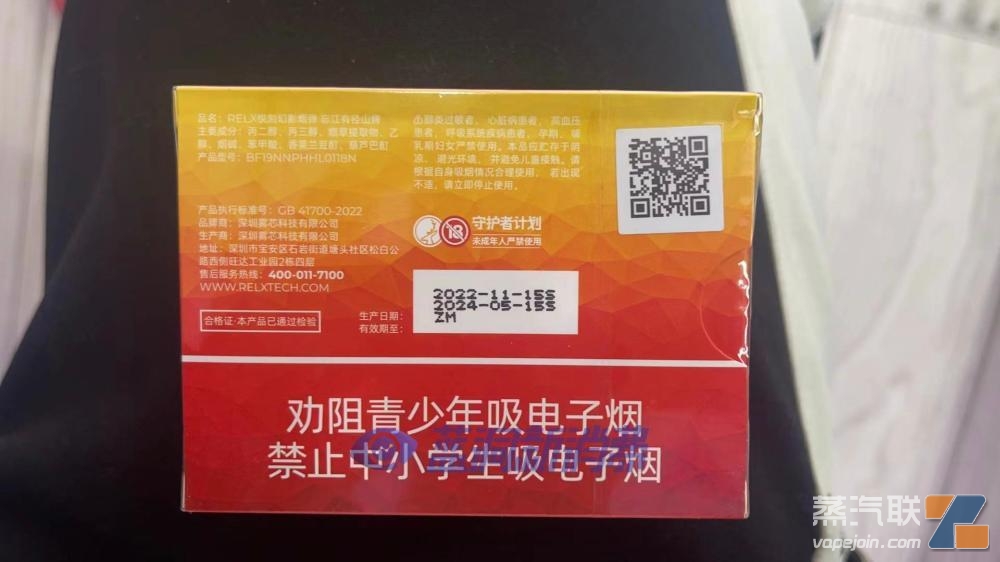 品名：RELX悦刻幻影烟弹 忘江有径山牌
主要成分：丙二醇、丙三醇、烟草提取物、乙
醇、烟碱、苯甲酸、香荚兰豆酊、葫芦巴酊
产品型号：BF19NNPHHL0118N
产品执行标准号：GB 41700-2022
品牌商：深圳雾芯科技有限公司
生产商：深圳雾芯科技有限公司
地址：深圳市宝安区石岩街道塘头社区松白公
路西侧旺达工业园2栋四层
售后服务热线：400-011-7100
WWW.RELXTECH.COM
合格证·本产品已通过检验
过敏者、心脏病患者、高血压
患者、呼吸系统疾病患者、孕期、哺
乳期妇女严禁使用。本品应贮存于阴
凉、避光环境，并避免儿童接触。请
根据自身吸烟情况合理使用，若出现
不适，请立即停止使用。
18
守护者计划
未成年人严禁使用
生产日期：
有效期至：
2022-11-15S
2024-05-15S
ZM
劝阻青少年吸电子烟
禁止中小学生吸电子烟
蒸汽联
vapejoin.com